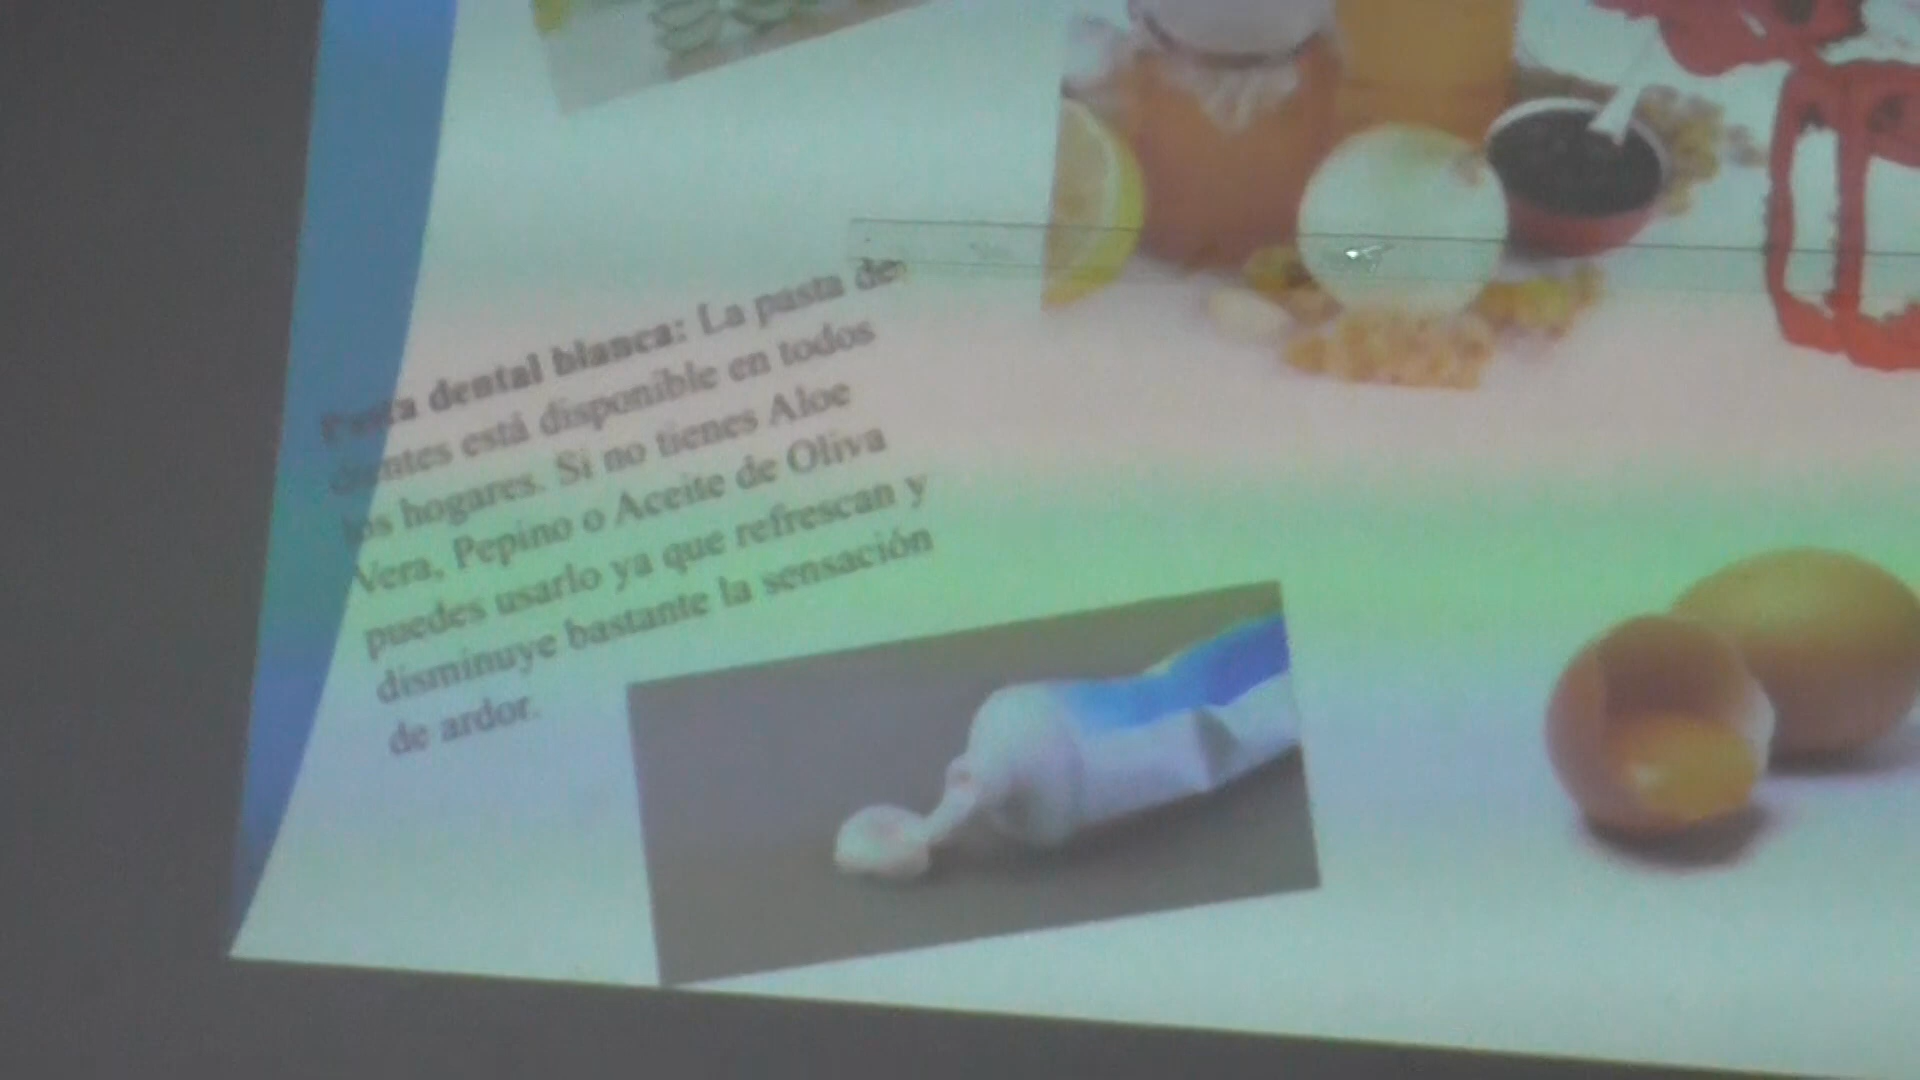 Pasta dental blanca: La pasta de
dientes está disponible en todos
los hogares. Si no tienes Aloe
Vera, Pepino o Aceite de Oliva
puedes usarlo ya que refrescan y
disminuye bastante la sensación
de ardor.